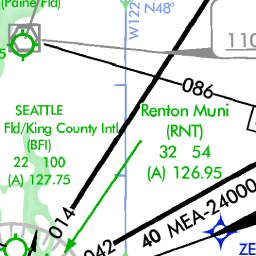 (Paine Fld)
W122°
N48°
110
086
SEATTLE
Fld/King County Intl
(BFI)
22 100
(A) 127.75
Renton Muni
(RNT)
32 54
(A) 126.95
014
042
40 MEA-24000
ZE